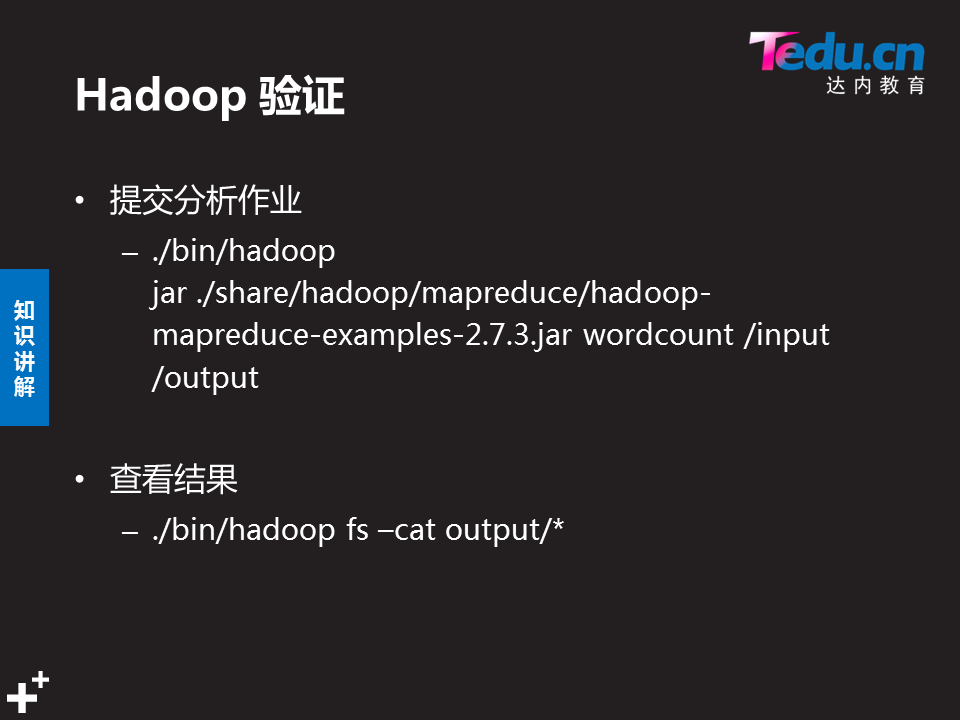 Tedu.cn
达内教育
Hadoop 验证
• 提交分析作业
– ./bin/hadoop
jar ./share/hadoop/mapreduce/hadoop-
mapreduce-examples-2.7.3.jar wordcount /input
/output
知
识
讲
解
• 查看结果
– ./bin/hadoop fs –cat output/*